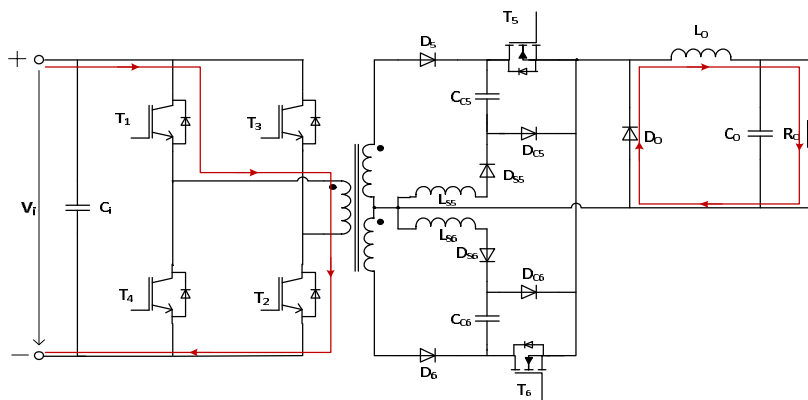 T5
LO
+
D5
CC5
T1
T3
DC5
DO
CO
RO
DS5
LS5
Vi
Ci
LS6
DS6
DC6
T4
T2
CC6
−
D6
T6